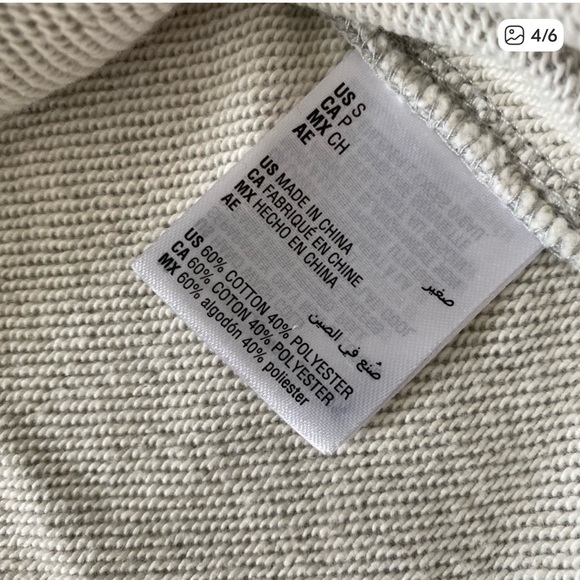 4/6
US S
CA P
MX CH
AE صغير
US MADE IN CHINA
CA FABRIQUÉ EN CHINE
MX HECHO EN CHINA
AE صُنع في الصين
US 60% COTTON 40% POLYESTER
CA 60% COTON 40% POLYESTER
MX 60% algodón 40% poliester